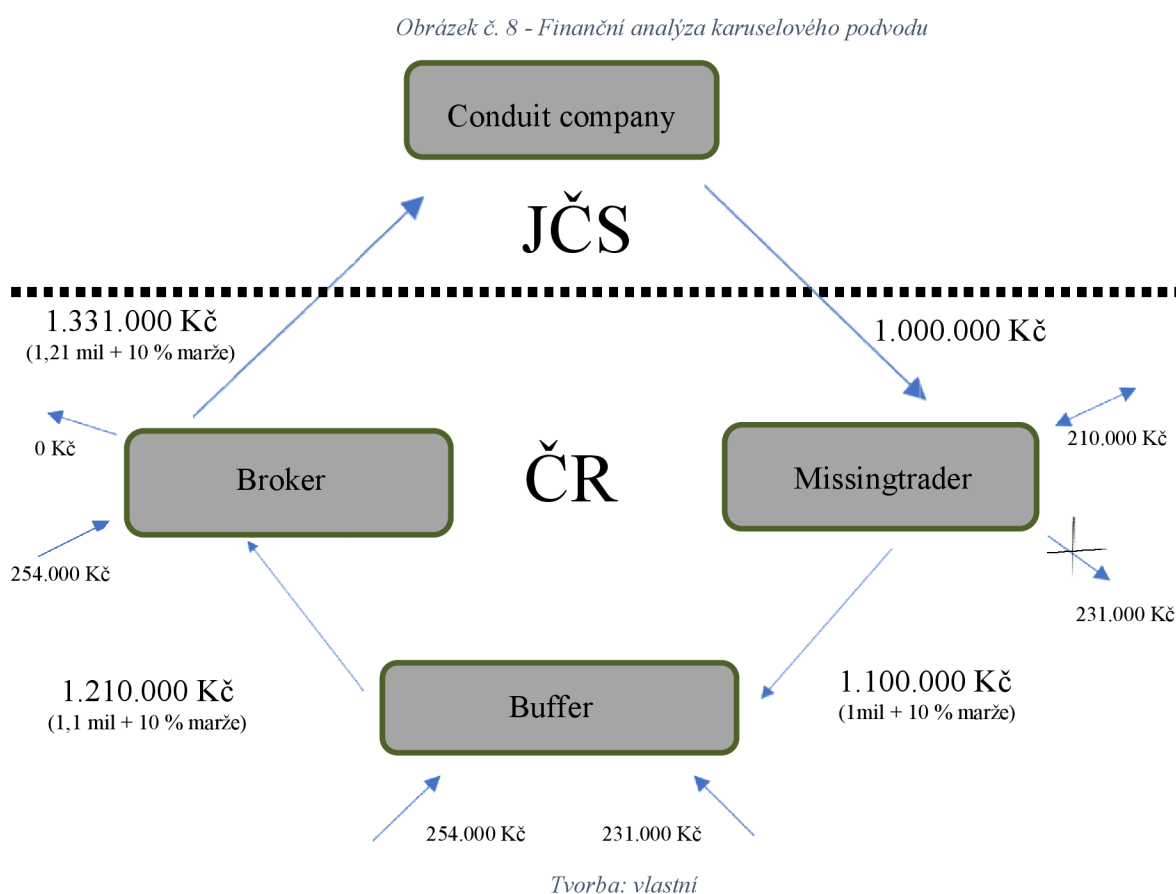 Obrázek č. 8 - Finanční analýza karuselového podvodu
Conduit company
JČS
1.331.000 Kč
(1,21 mil + 10 % marže)
1.000.000 Kč
0 Kč
Broker
ČR
Missingtrader
210.000 Kč
254.000 Kč
231.000 Kč
1.210.000 Kč
(1,1 mil + 10 % marže)
Buffer
1.100.000 Kč
(1mil + 10 % marže)
254.000 Kč
231.000 Kč
Tvorba: vlastní